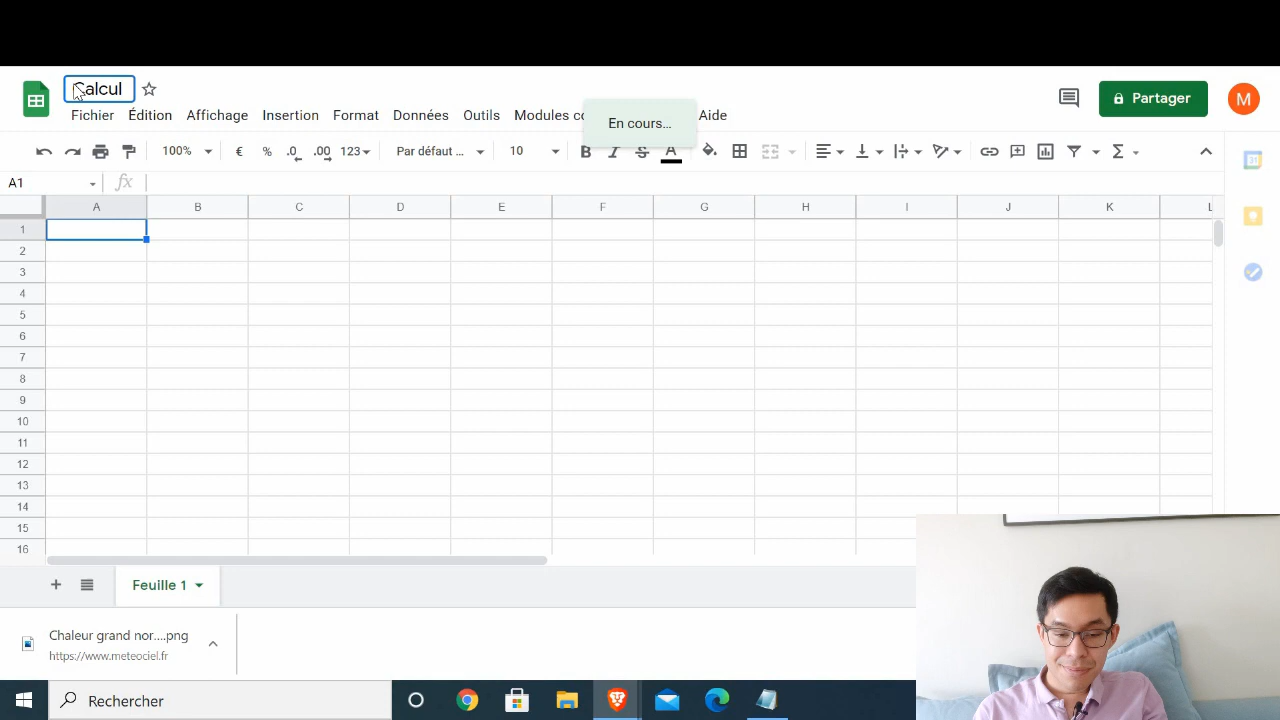 Calcul
Fichier Édition Affichage Insertion Format Données Outils Modules co Aide
En cours...
Partager
M
100% € % .0 .00 123 Par défaut ... 10 B I S A Σ
A1 fx
A B C D E F G H I J K L
1
2
3
4
5
6
7
8
9
10
11
12
13
14
15
16
Feuille 1
Chaleur grand nor....png
https://www.meteociel.fr
Rechercher